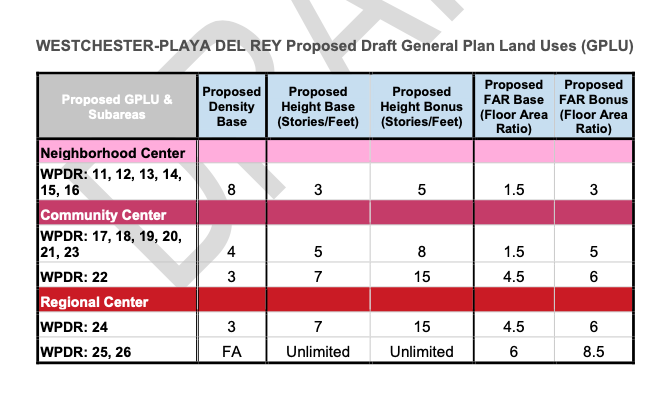 WESTCHESTER-PLAYA DEL REY Proposed Draft General Plan Land Uses (GPLU)
Proposed GPLU & Subareas Proposed Density Base Proposed Height Base (Stories/Feet) Proposed Height Bonus (Stories/Feet) Proposed FAR Base (Floor Area Ratio) Proposed FAR Bonus (Floor Area Ratio)
Neighborhood Center
WPDR: 11, 12, 13, 14, 15, 16 8 3 5 1.5 3
Community Center
WPDR: 17, 18, 19, 20, 21, 23 4 5 8 1.5 5
WPDR: 22 3 7 15 4.5 6
Regional Center
WPDR: 24 3 7 15 4.5 6
WPDR: 25, 26 FA Unlimited Unlimited 6 8.5